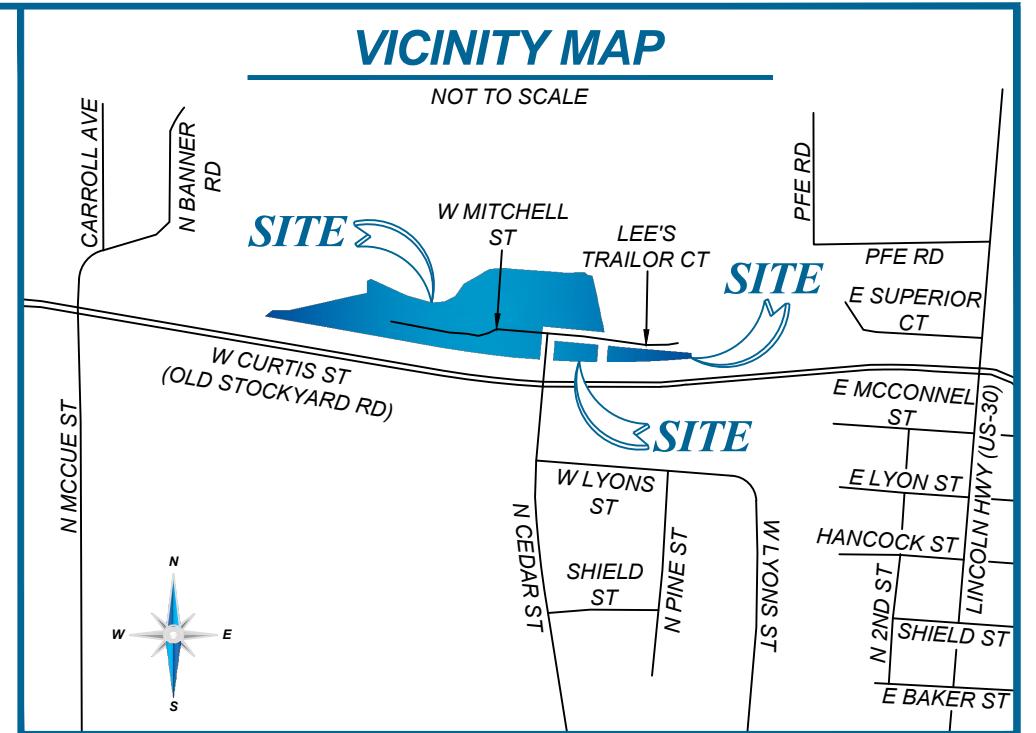 VICINITY MAP
NOT TO SCALE
CARROLL AVE
N BANNER
RD
PFE RD
SITE
W MITCHELL
ST
LEE'S
TRAILOR CT
SITE
PFE RD
E SUPERIOR
CT
W CURTIS ST
(OLD STOCKYARD RD)
SITE
N MCCUE ST
E MCCONNEL
ST
LINCOLN HWY (US-30)
W LYONS
ST
E LYON ST
N CEDAR ST
N PINE ST
W LYONS ST
HANCOCK ST
SHIELD
ST
N 2ND ST
SHIELD ST
E BAKER ST
N
W
E
S